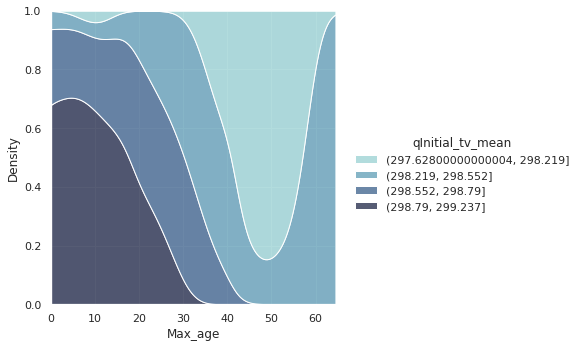 1.0
0.8
0.6
0.4
0.2
0.0
Density
0 10 20 30 40 50 60
Max_age
qInitial_tv_mean
(297.62800000000004, 298.219]
(298.219, 298.552]
(298.552, 298.79]
(298.79, 299.237]